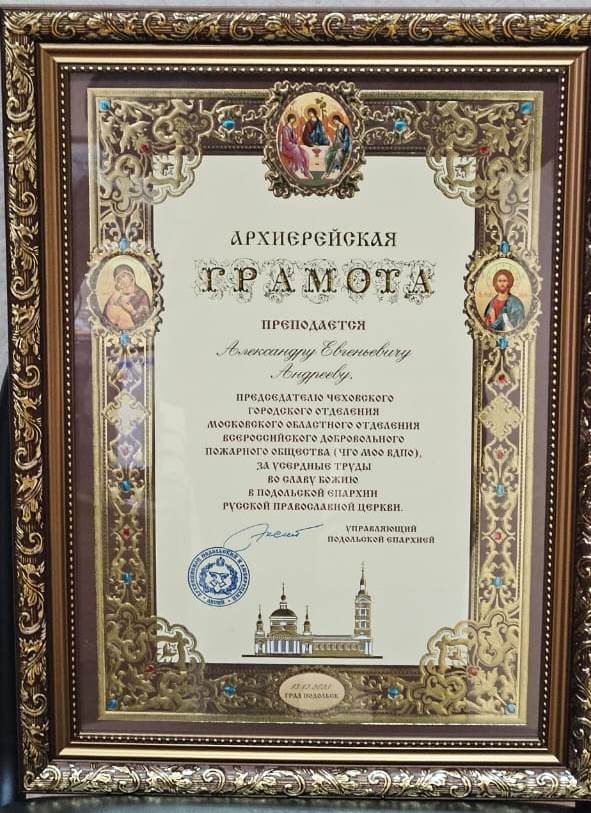 АРХИЕРЕЙСКАЯ
ГРАМОТА
ПРЕПОДАЕТСЯ
Александру Евгеньевичу
Андрееву,
ПРЕДСЕДАТЕЛЮ ЧЕХОВСКОГО
ГОРОДСКОГО ОТДЕЛЕНИЯ
МОСКОВСКОГО ОБЛАСТНОГО ОТДЕЛЕНИЯ
ВСЕРОССИЙСКОГО ДОБРОВОЛЬНОГО
ПОЖАРНОГО ОБЩЕСТВА (ЧГО МОО ВДПО),
ЗА УСЕРДНЫЕ ТРУДЫ
ВО СЛАВУ БОЖИЮ
В ПОДОЛЬСКОЙ ЕПАРХИИ
РУССКОЙ ПРАВОСЛАВНОЙ ЦЕРКВИ.
УПРАВЛЯЮЩИЙ
ПОДОЛЬСКОЙ ЕПАРХИЕЙ
ГРАД ПОДОЛЬСК